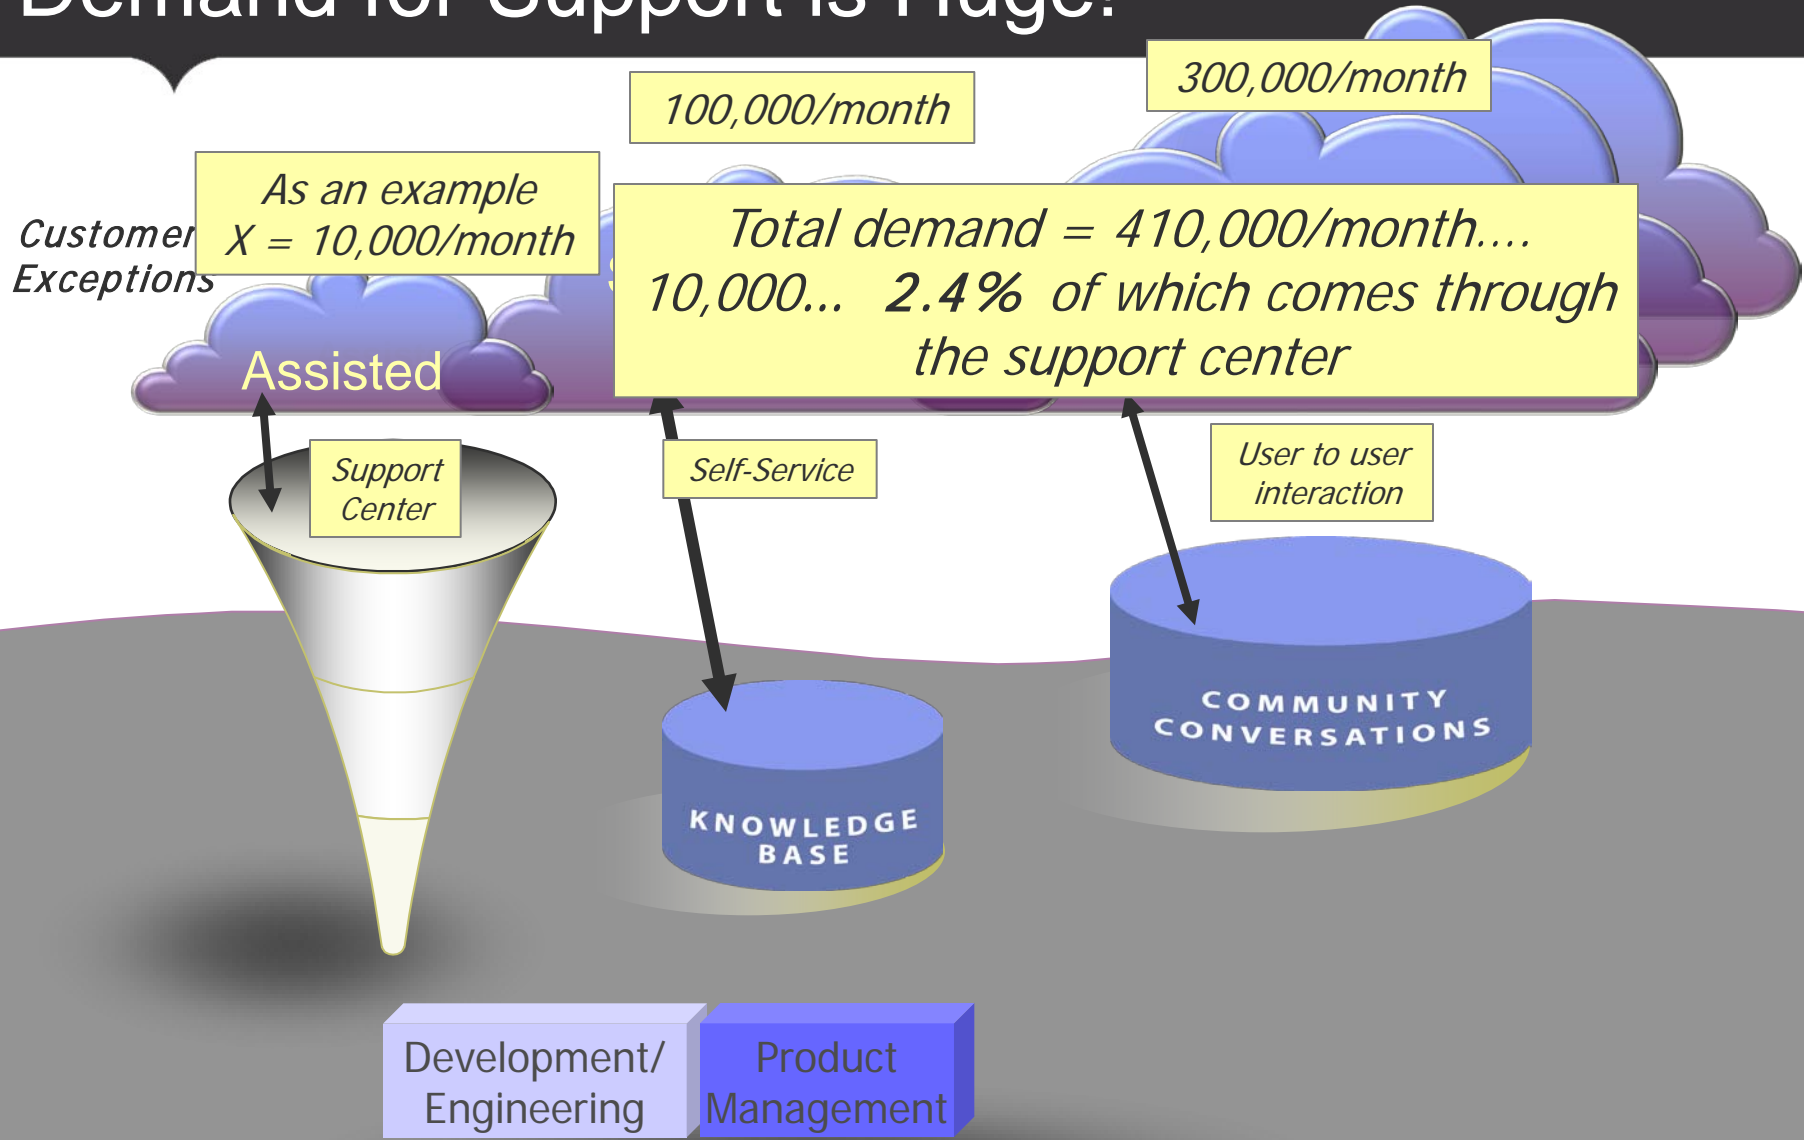 Demand for Support is Huge!
300,000/month
100,000/month
As an example
X = 10,000/month
Customer
Exceptions
Total demand = 410,000/month....
10,000... 2.4% of which comes through
the support center
Assisted
Support
Center
Self-Service
User to user
interaction
COMMUNITY
CONVERSATIONS
KNOWLEDGE
BASE
Development/
Engineering
Product
Management